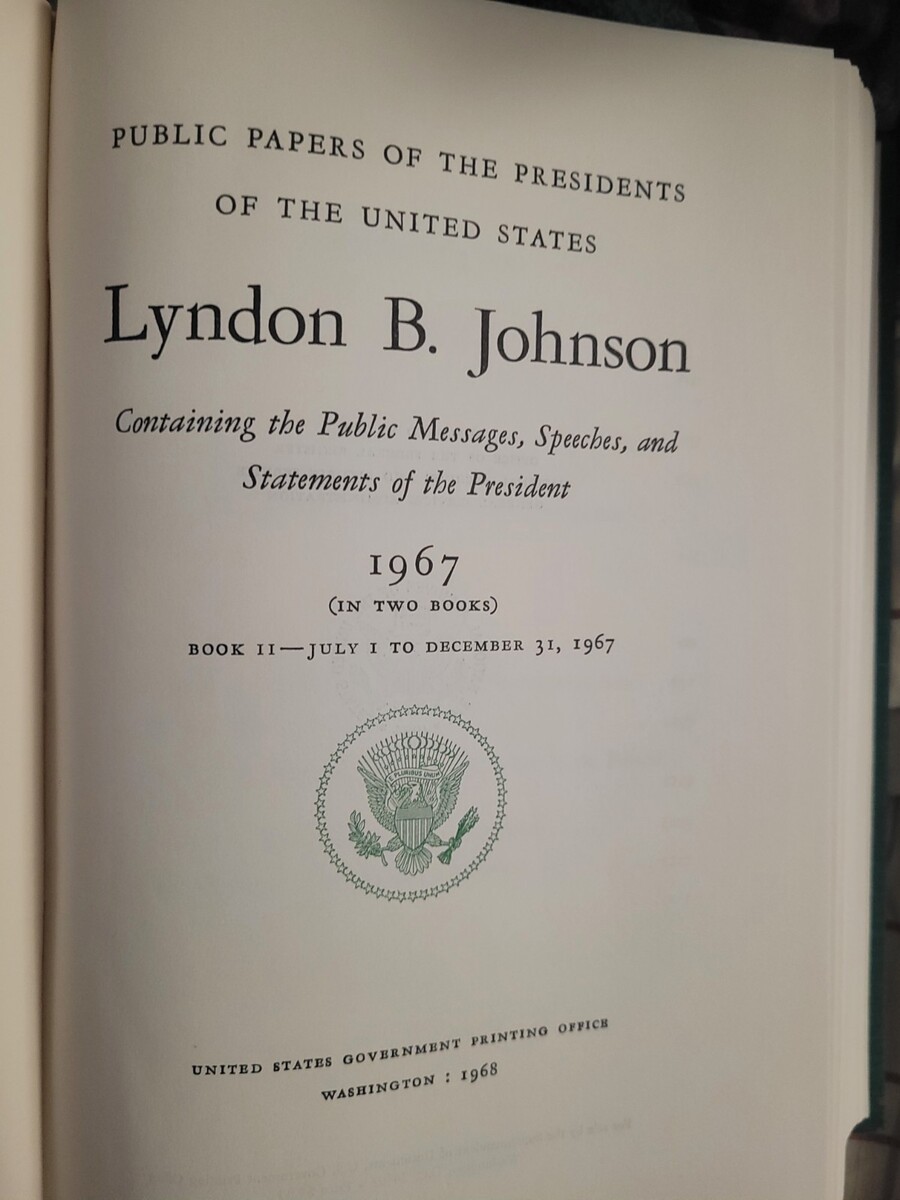 PUBLIC PAPERS OF THE PRESIDENTS
OF THE UNITED STATES
Lyndon B. Johnson
Containing the Public Messages, Speeches, and
Statements of the President
1967
(IN TWO BOOKS)
BOOK II—JULY 1 TO DECEMBER 31, 1967
E PLURIBUS UNUM
UNITED STATES GOVERNMENT PRINTING OFFICE
WASHINGTON : 1968